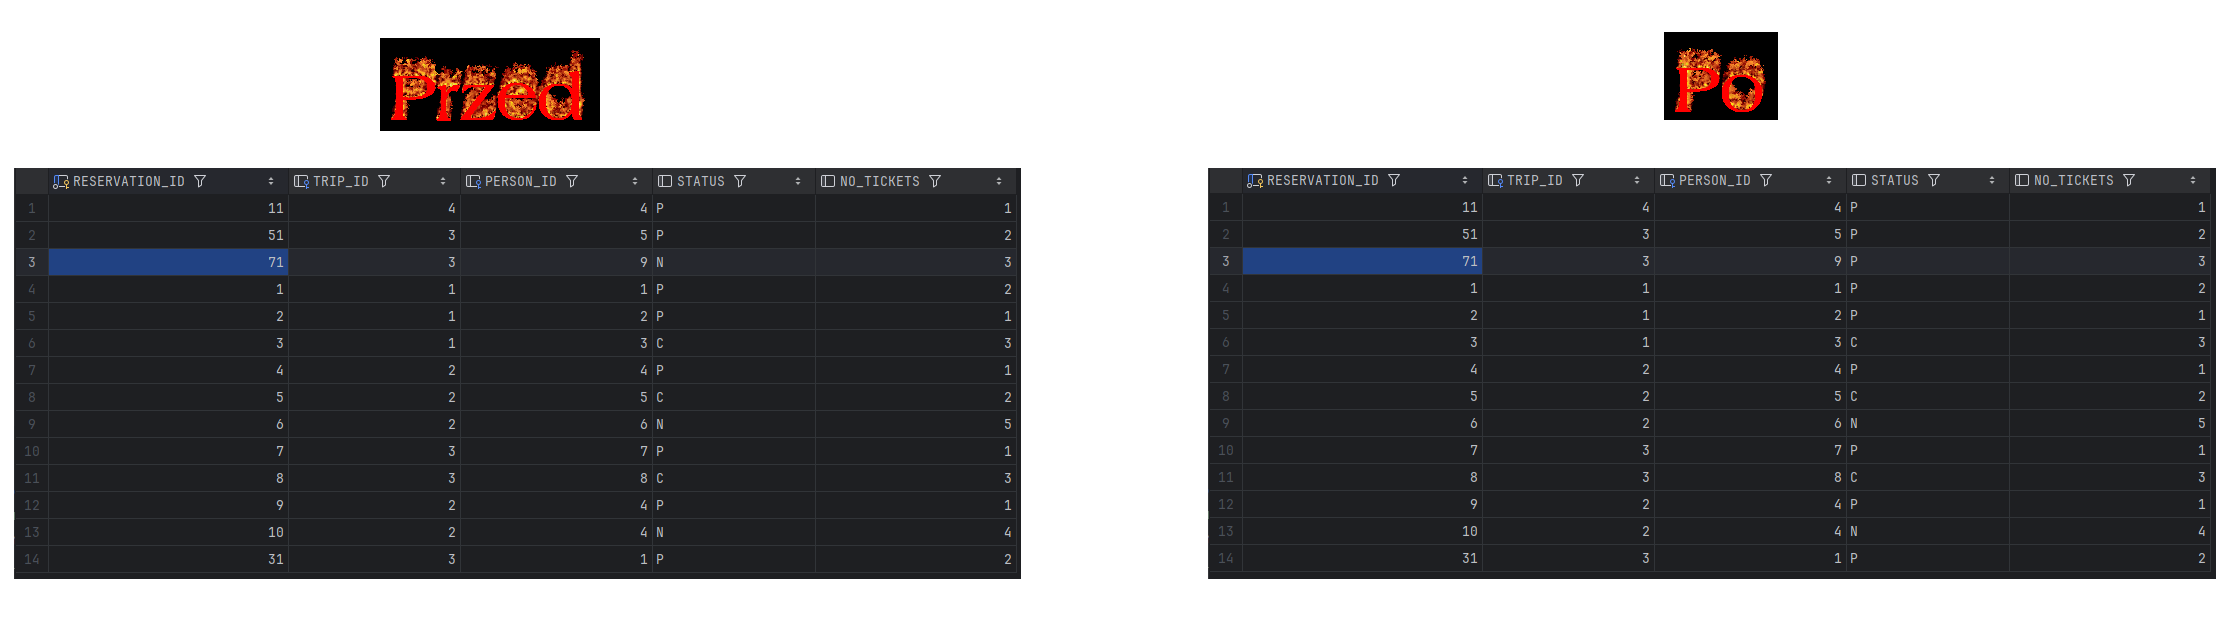 Przed
Po
RESERVATION_ID TRIP_ID PERSON_ID STATUS NO_TICKETS
1 11 4 4 P 1
2 51 3 5 P 2
3 71 3 9 N 3
4 1 1 1 P 2
5 2 1 2 P 1
6 3 1 3 C 3
7 4 2 4 P 1
8 5 2 5 C 2
9 6 2 6 N 5
10 7 3 7 P 1
11 8 3 8 C 3
12 9 2 4 P 1
13 10 2 4 N 4
14 31 3 1 P 2
RESERVATION_ID TRIP_ID PERSON_ID STATUS NO_TICKETS
1 11 4 4 P 1
2 51 3 5 P 2
3 71 3 9 P 3
4 1 1 1 P 2
5 2 1 2 P 1
6 3 1 3 C 3
7 4 2 4 P 1
8 5 2 5 C 2
9 6 2 6 N 5
10 7 3 7 P 1
11 8 3 8 C 3
12 9 2 4 P 1
13 10 2 4 N 4
14 31 3 1 P 2